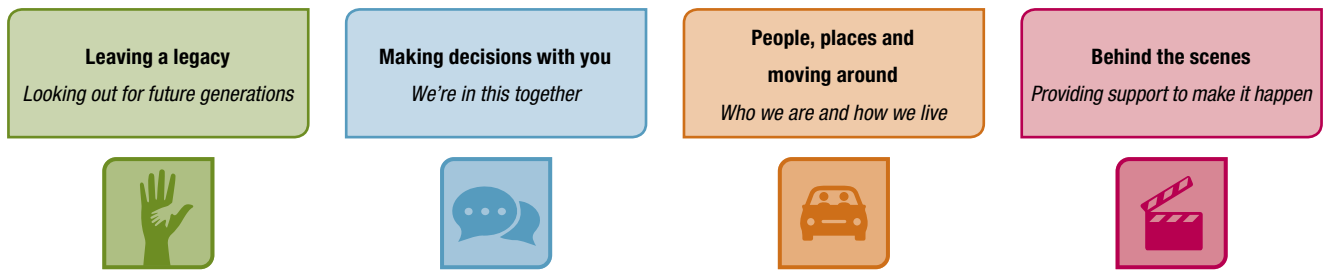 Leaving a legacy
Looking out for future generations
Making decisions with you
We're in this together
People, places and
moving around
Who we are and how we live
Behind the scenes
Providing support to make it happen